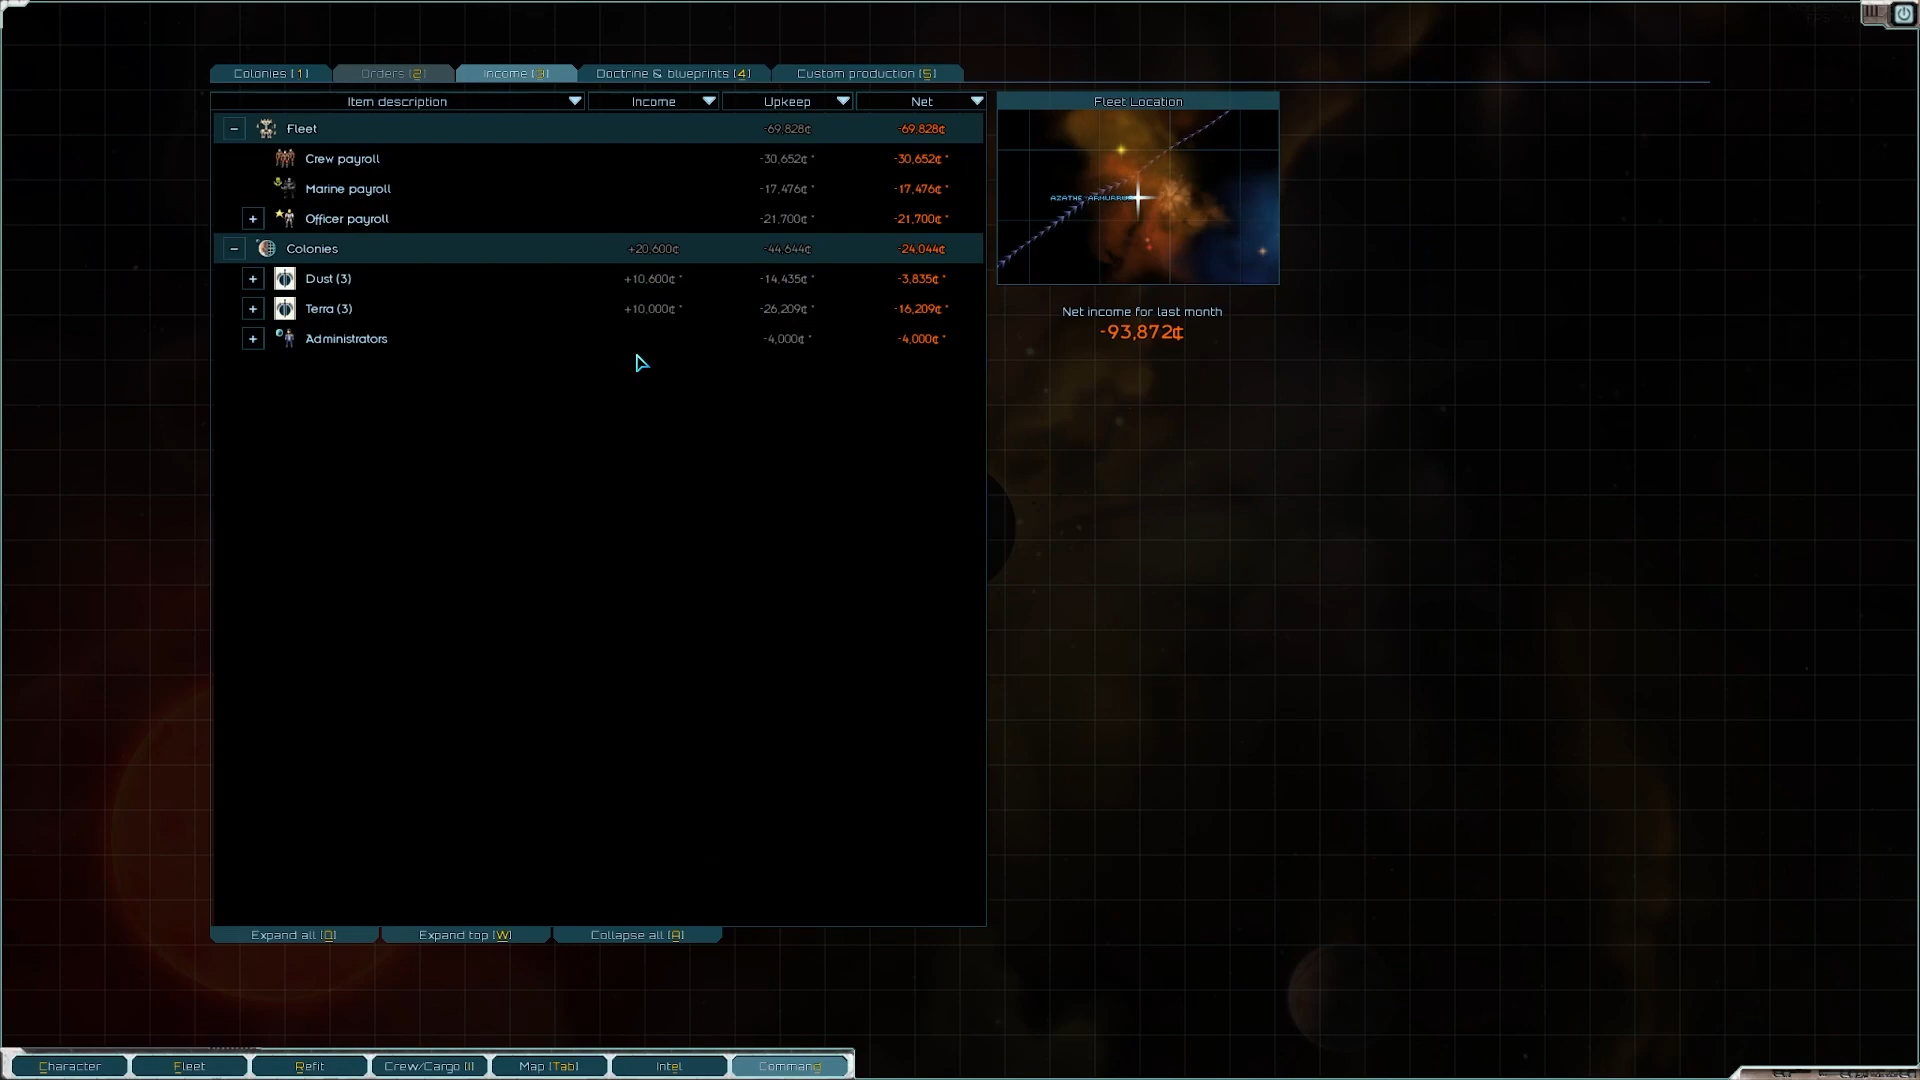 Colonies [1] Orders [2] Income [3] Doctrine & blueprints [4] Custom production [5]
Item description Income Upkeep Net
Fleet Location
Fleet -69,828¢ -69,828¢
Crew payroll -30,652¢ * -30,652¢ *
Marine payroll -17,476¢ * -17,476¢ *
Officer payroll -21,700¢ * -21,700¢ *
Colonies +20,600¢ -44,644¢ -24,044¢
Dust (3) +10,600¢ * -14,435¢ * -3,835¢ *
Terra (3) +10,000¢ * -26,209¢ * -16,209¢ *
Administrators -4,000¢ * -4,000¢ *
AZATHE
Net income for last month
-93,872¢
Expand all [Q] Expand top [W] Collapse all [A]
Character Fleet Refit Crew/Cargo [I] Map [Tab] Intel Command